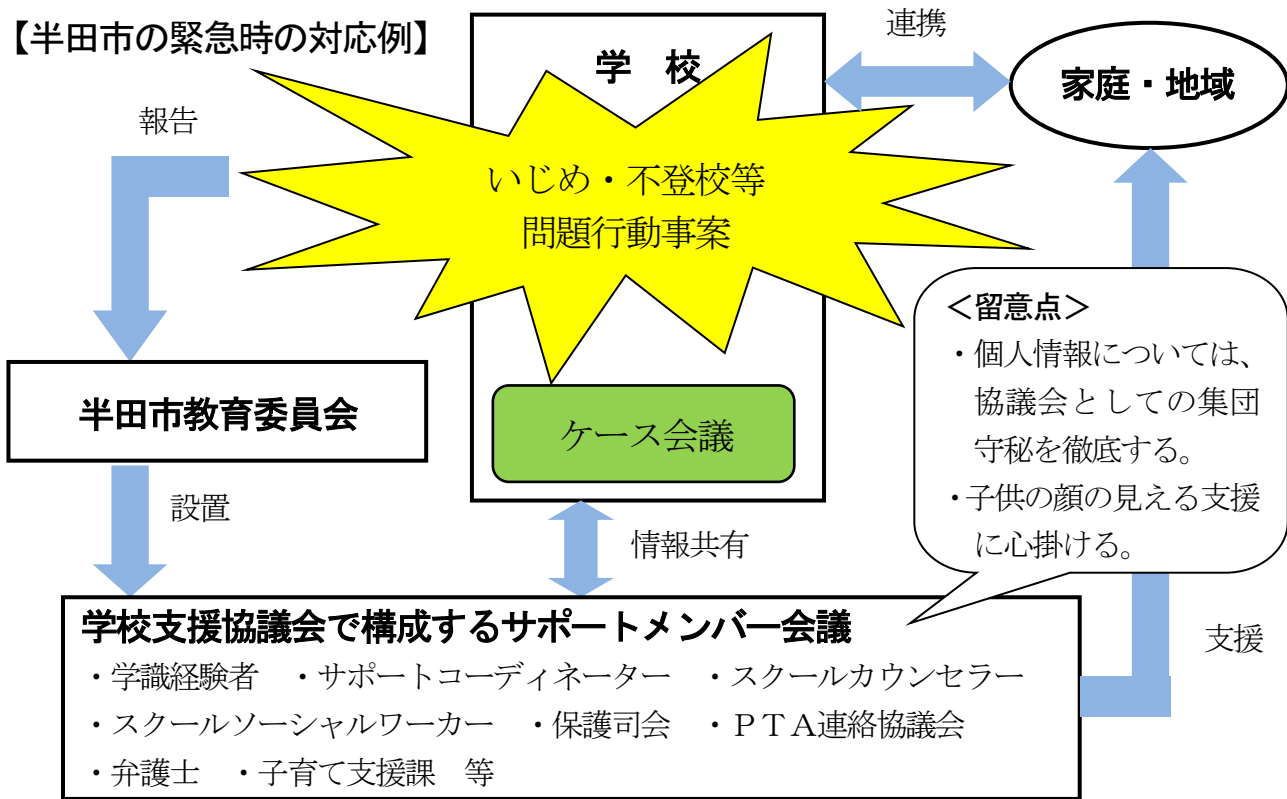 【半田市の緊急時の対応例】
学　校
連携
家庭・地域
報告
いじめ・不登校等
問題行動事案
半田市教育委員会
ケース会議
＜留意点＞
・個人情報については、
協議会としての集団
守秘を徹底する。
・子供の顔の見える支援
に心掛ける。
設置
情報共有
支援
学校支援協議会で構成するサポートメンバー会議
・学識経験者　・サポートコーディネーター　・スクールカウンセラー
・スクールソーシャルワーカー　・保護司会　・ＰＴＡ連絡協議会
・弁護士　・子育て支援課　等